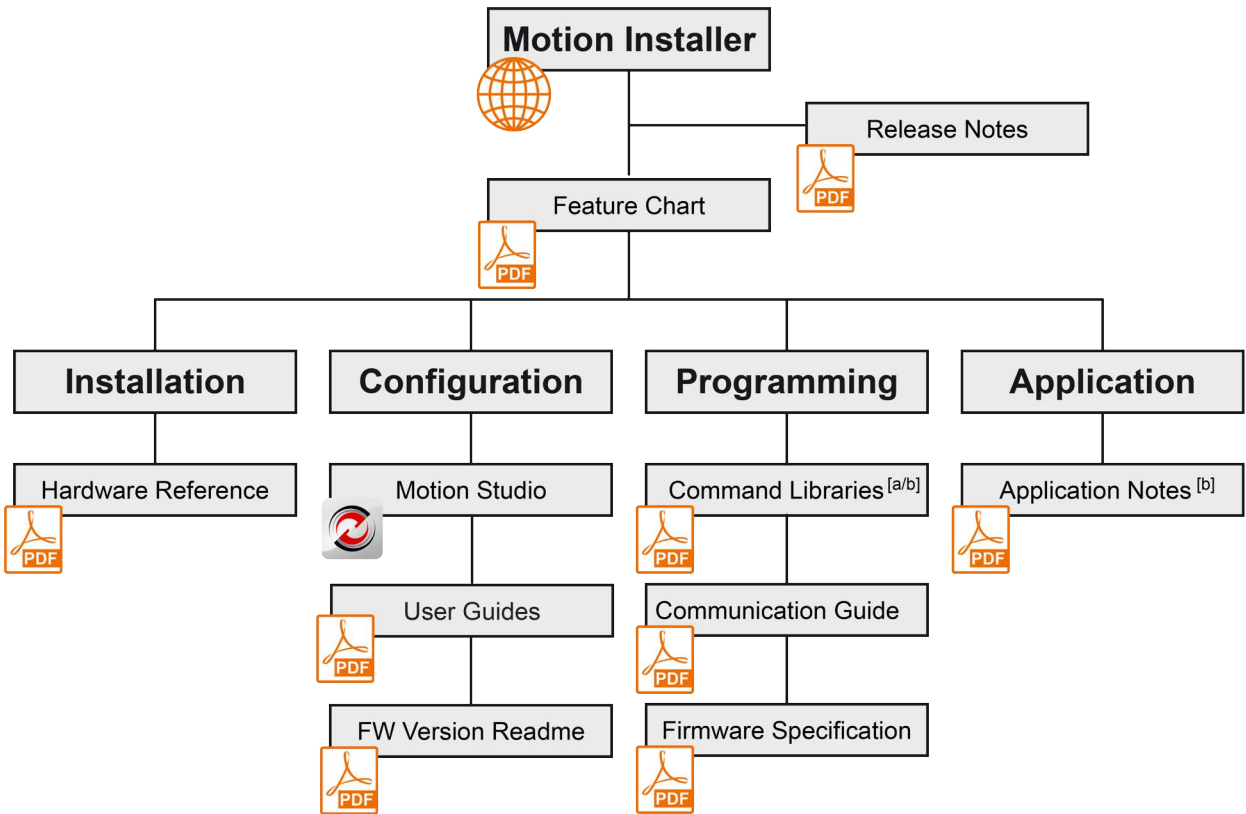 Motion Installer
Release Notes
PDF
Feature Chart
PDF
Installation
Configuration
Programming
Application
Hardware Reference
Motion Studio
Command Libraries [a/b]
Application Notes [b]
PDF
PDF
PDF
User Guides
Communication Guide
PDF
PDF
FW Version Readme
Firmware Specification
PDF
PDF